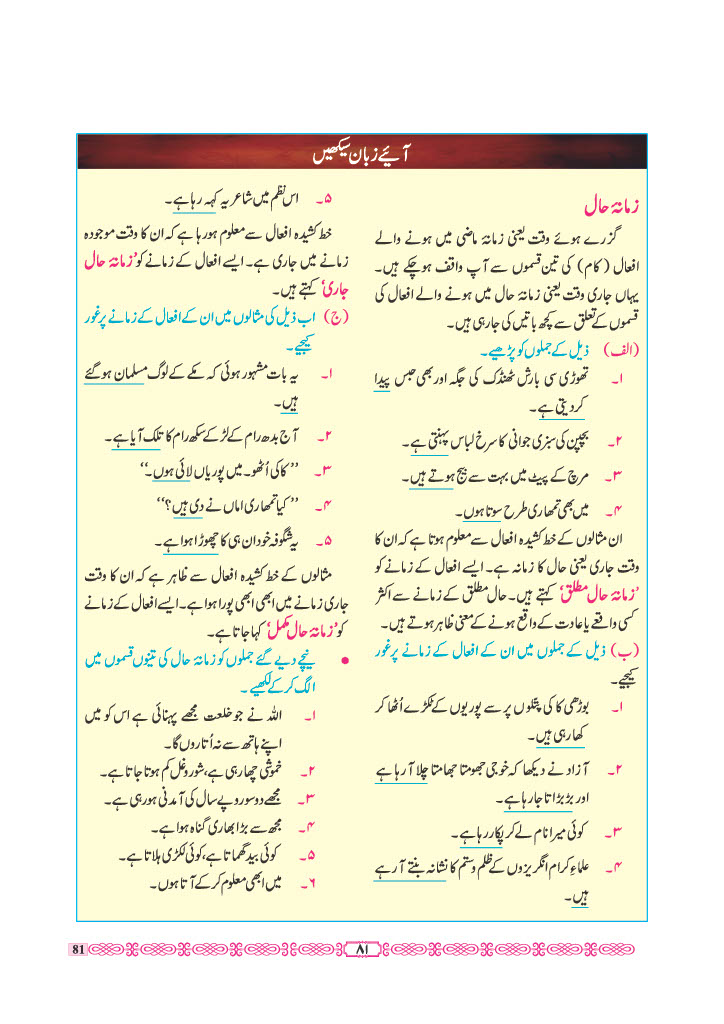 آئیے زبان سیکھیں
زمانۂ حال
گزرے ہوئے وقت یعنی زمانۂ ماضی میں ہونے والے
افعال (کام) کی تین قسموں سے آپ واقف ہوچکے ہیں۔
یہاں جاری وقت یعنی زمانۂ حال میں ہونے والے افعال کی
قسموں کے تعلق سے کچھ باتیں کی جارہی ہیں۔
(الف) ذیل کے جملوں کو پڑھیے۔
۱۔ تھوڑی سی بارش ٹھنڈک کی جگہ اور بھی حبس پیدا
کردیتی ہے۔
۲۔ بچپن کی سبزی جوانی کا سرخ لباس پہنتی ہے۔
۳۔ مرچ کے پیٹ میں بہت سے بیج ہوتے ہیں۔
۴۔ میں بھی تمھاری طرح سوتا ہوں۔
ان مثالوں کے خط کشیدہ افعال سے معلوم ہوتا ہے کہ ان کا
وقت جاری یعنی حال کا زمانہ ہے۔ ایسے افعال کے زمانے کو
’زمانۂ حال مطلق‘ کہتے ہیں۔ حال مطلق کے زمانے سے اکثر
کسی واقعے یا عادت کے واقع ہونے کے معنی ظاہر ہوتے ہیں۔
(ب) ذیل کے جملوں میں ان کے افعال کے زمانے پر غور
کیجیے۔
۱۔ بوڑھی کاکی پتّلوں پر سے پوریوں کے ٹکڑے اُٹھا کر
کھا رہی ہیں۔
۲۔ آزاد نے دیکھا کہ خوجی جھومتا جھامتا چلا آرہا ہے
اور بڑبڑاتا جارہا ہے۔
۳۔ کوئی میرا نام لے کر پکار رہا ہے۔
۴۔ علماءِ کرام انگریزوں کے ظلم و ستم کا نشانہ بنتے آرہے
ہیں۔
۵۔ اس نظم میں شاعر یہ کہہ رہا ہے۔
خط کشیدہ افعال سے معلوم ہورہا ہے کہ ان کا وقت موجودہ
زمانے میں جاری ہے۔ ایسے افعال کے زمانے کو ’زمانۂ حال
جاری‘ کہتے ہیں۔
(ج) اب ذیل کی مثالوں میں ان کے افعال کے زمانے پر غور
کیجیے۔
۱۔ یہ بات مشہور ہوئی کہ مکے کے لوگ مسلمان ہوگئے
ہیں۔
۲۔ آج بدھ رام کے لڑکے سکھ رام کا تلک آیا ہے۔
۳۔ ”کاکی اُٹھو۔ میں پوریاں لائی ہوں۔“
۴۔ ”کیا تمھاری اماں نے دی ہیں؟“
۵۔ یہ شگوفہ خود ان ہی کا چھوڑا ہوا ہے۔
مثالوں کے خط کشیدہ افعال سے ظاہر ہے کہ ان کا وقت
جاری زمانے میں ابھی ابھی پورا ہوا ہے۔ ایسے افعال کے زمانے
کو ’زمانۂ حال مکمل‘ کہا جاتا ہے۔
• نیچے دیے گئے جملوں کو زمانۂ حال کی تینوں قسموں میں
الگ کر کے لکھیے۔
۱۔ اللہ نے جو خلعت مجھے پہنائی ہے اس کو میں
اپنے ہاتھ سے نہ اُتاروں گا۔
۲۔ خموشی چھا رہی ہے، شور و غل کم ہوتا جاتا ہے۔
۳۔ مجھے دو سو روپے سال کی آمدنی ہورہی ہے۔
۴۔ مجھ سے بڑا بھاری گناہ ہوا ہے۔
۵۔ کوئی بید گھماتا ہے، کوئی لکڑی ہلاتا ہے۔
۶۔ میں ابھی معلوم کر کے آتا ہوں۔
81
۸۱